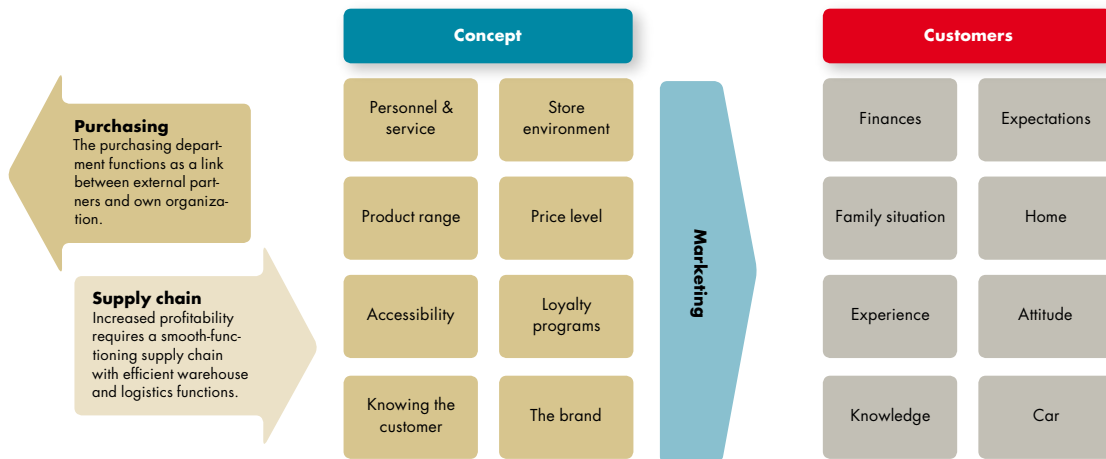 Concept
Customers
Purchasing
The purchasing depart-
ment functions as a link
between external part-
ners and own organiza-
tion.
Supply chain
Increased profitability
requires a smooth-func-
tioning supply chain
with efficient warehouse
and logistics functions.
Personnel &
service
Store
environment
Product range
Price level
Accessibility
Loyalty
programs
Knowing the
customer
The brand
Marketing
Finances
Expectations
Family situation
Home
Experience
Attitude
Knowledge
Car